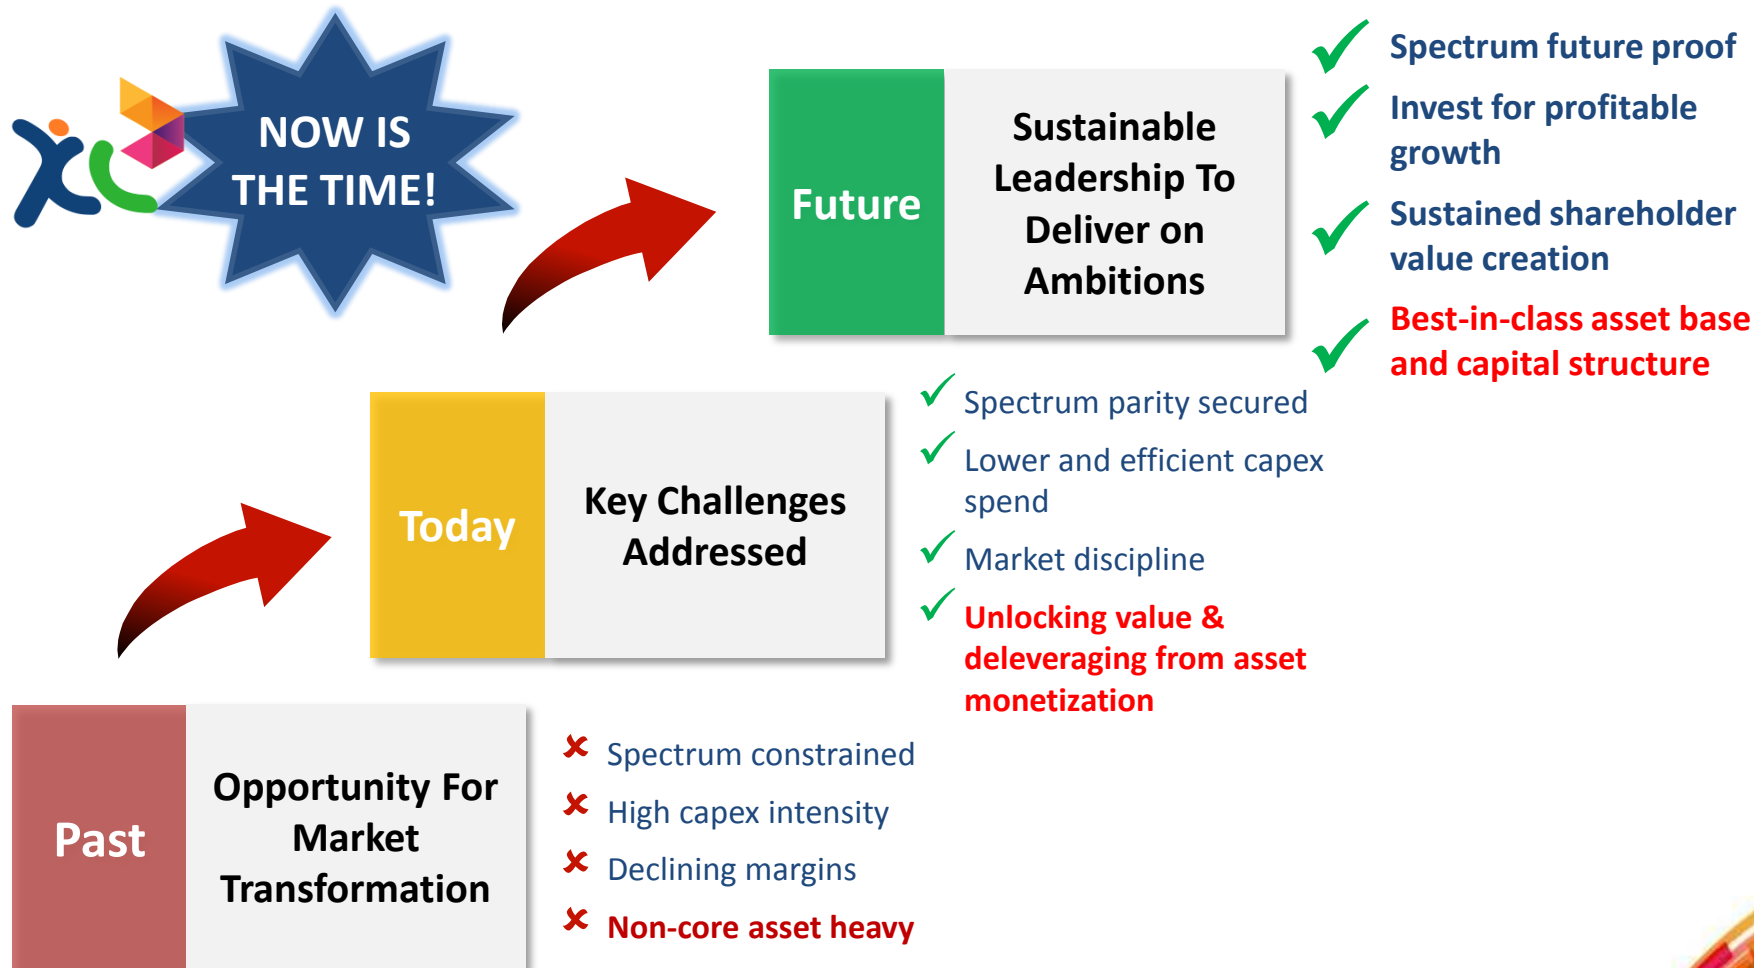 NOW IS
THE TIME!
Future
Sustainable
Leadership To
Deliver on
Ambitions
Spectrum future proof
Invest for profitable
growth
Sustained shareholder
value creation
Best-in-class asset base
and capital structure
Today
Key Challenges
Addressed
Spectrum parity secured
Lower and efficient capex
spend
Market discipline
Unlocking value &
deleveraging from asset
monetization
Past
Opportunity For
Market
Transformation
Spectrum constrained
High capex intensity
Declining margins
Non-core asset heavy